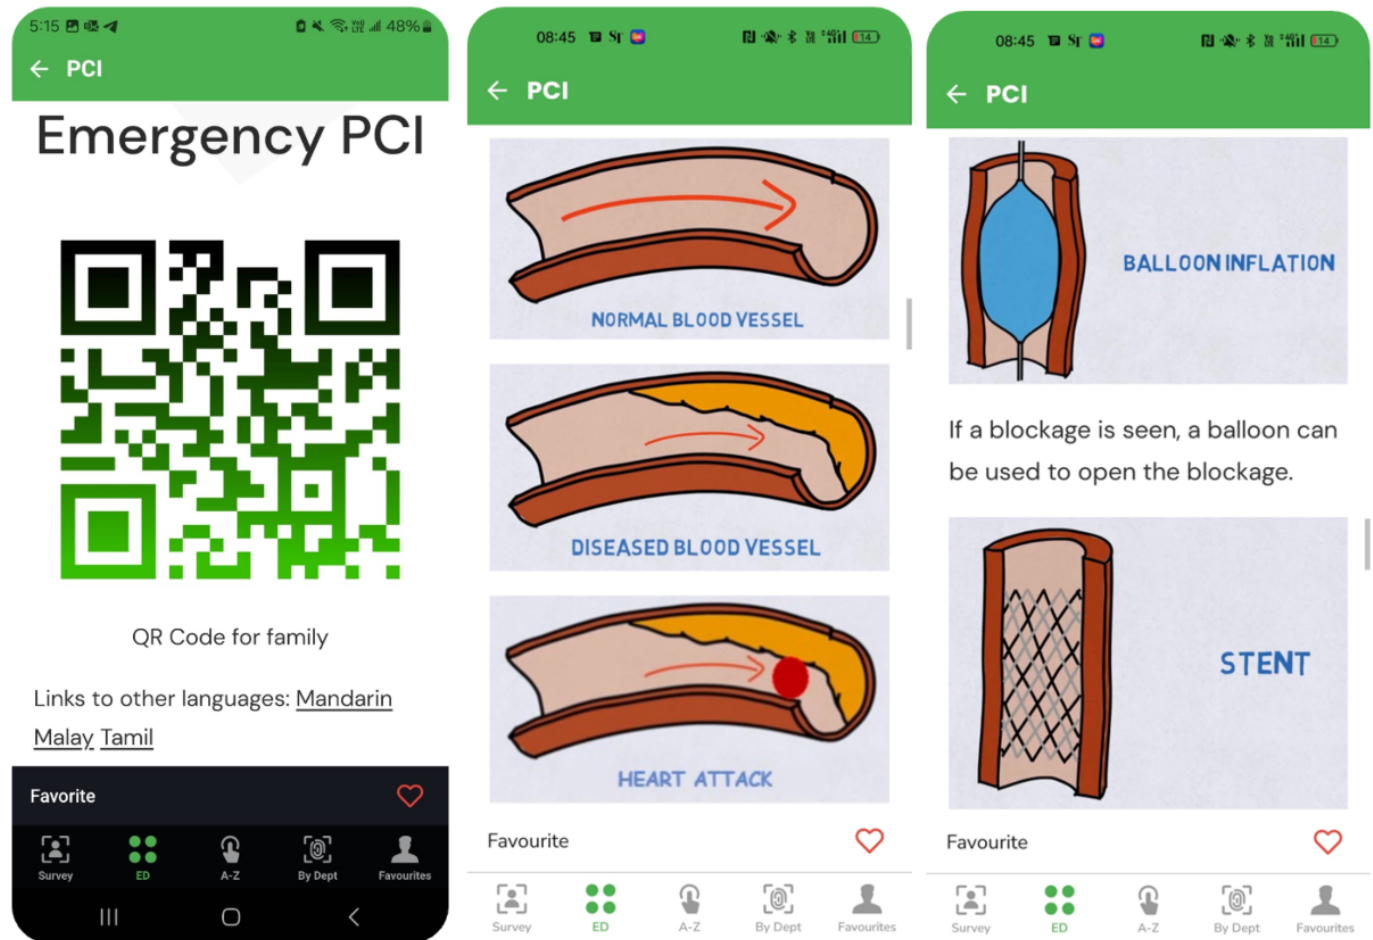 5:15
48%
PCI
Emergency PCI
QR Code for family
Links to other languages: Mandarin
Malay Tamil
Favorite
Survey
ED
A-Z
By Dept
Favourites
08:45
14
PCI
NORMAL BLOOD VESSEL
DISEASED BLOOD VESSEL
HEART ATTACK
Favourite
Survey
ED
A-Z
By Dept
Favourites
08:45
14
PCI
BALLOON INFLATION
If a blockage is seen, a balloon can
be used to open the blockage.
STENT
Favourite
Survey
ED
A-Z
By Dept
Favourites